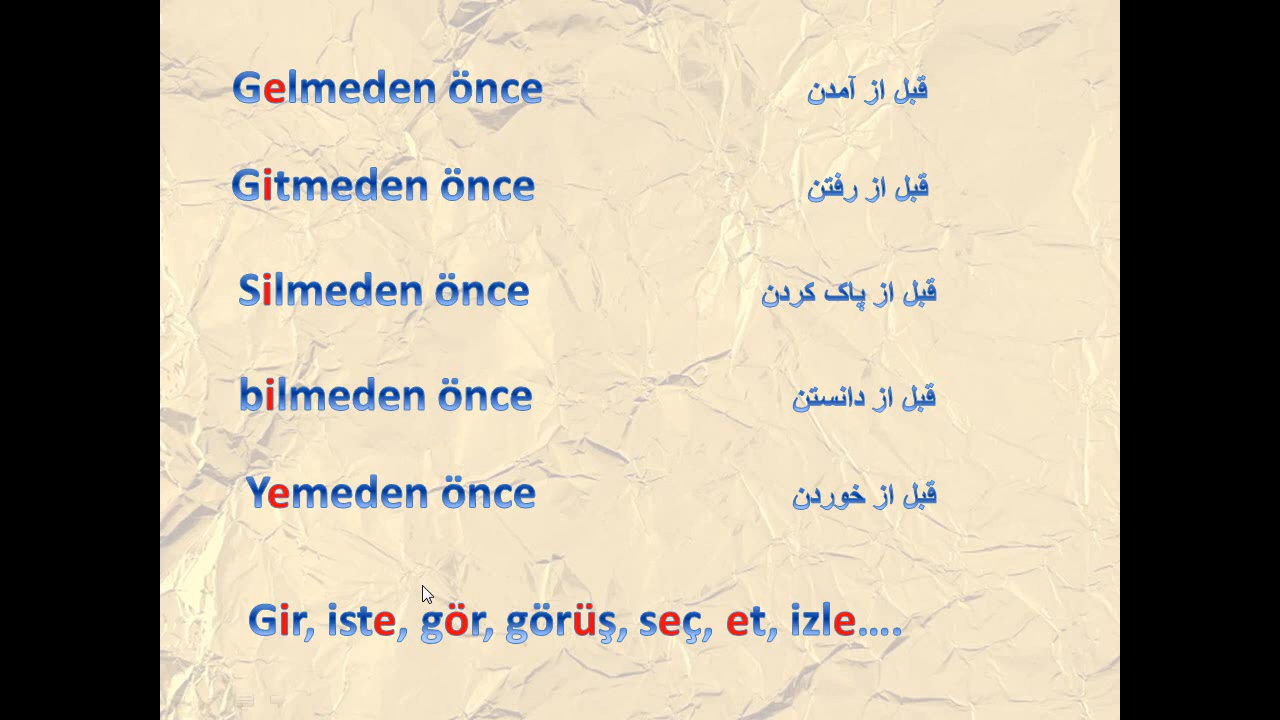 Gelmeden önce قبل از آمدن
Gitmeden önce قبل از رفتن
Silmeden önce قبل از پاک کردن
bilmeden önce قبل از دانستن
Yemeden önce قبل از خوردن
Gir, iste, gör, görüş, seç, et, izle....